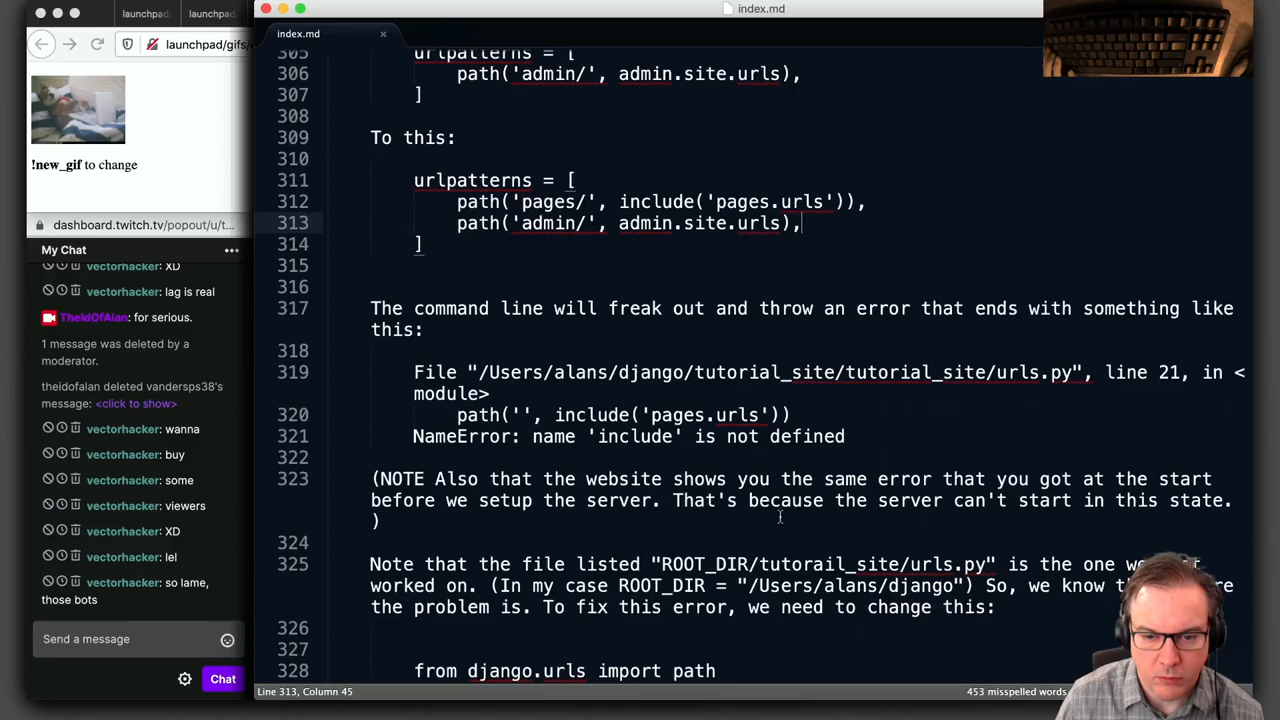 launchpad
launchpad
launchpad/gifs/
!new_gif to change
dashboard.twitch.tv/popout/u/t...
My Chat
vectorhacker: XD
vectorhacker: lag is real
TheIdOfAlan: for serious.
1 message was deleted by a
moderator.
theidofalan deleted vandersps38's
message: <click to show>
vectorhacker: wanna
vectorhacker: buy
vectorhacker: some
vectorhacker: viewers
vectorhacker: XD
vectorhacker: lel
vectorhacker: so lame,
those bots
Send a message
Chat
index.md
index.md
305 urlpatterns = [
306 path('admin/', admin.site.urls),
307 ]
308
309 To this:
310
311 urlpatterns = [
312 path('pages/', include('pages.urls')),
313 path('admin/', admin.site.urls),
314 ]
315
316
317 The command line will freak out and throw an error that ends with something like
this:
318
319 File "/Users/alans/django/tutorial_site/tutorial_site/urls.py", line 21, in <
module>
320 path('', include('pages.urls'))
321 NameError: name 'include' is not defined
322
323 (NOTE Also that the website shows you the same error that you got at the start
before we setup the server. That's because the server can't start in this state.
)
324
325 Note that the file listed "ROOT_DIR/tutorail_site/urls.py" is the one we
worked on. (In my case ROOT_DIR = "/Users/alans/django") So, we know
the problem is. To fix this error, we need to change this:
326
327
328 from django.urls import path
Line 313, Column 45
453 misspelled words